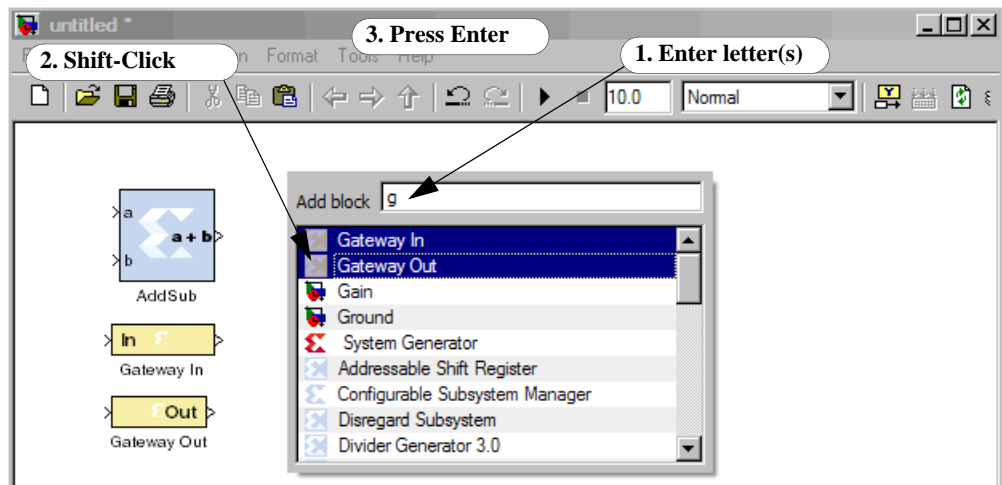 untitled *
3. Press Enter
2. Shift-Click
1. Enter letter(s)
Format Tools Help
10.0 Normal
Y
Add block g
Gateway In
Gateway Out
Gain
Ground
System Generator
Addressable Shift Register
Configurable Subsystem Manager
Disregard Subsystem
Divider Generator 3.0
a
a + b
b
AddSub
In
Gateway In
Out
Gateway Out